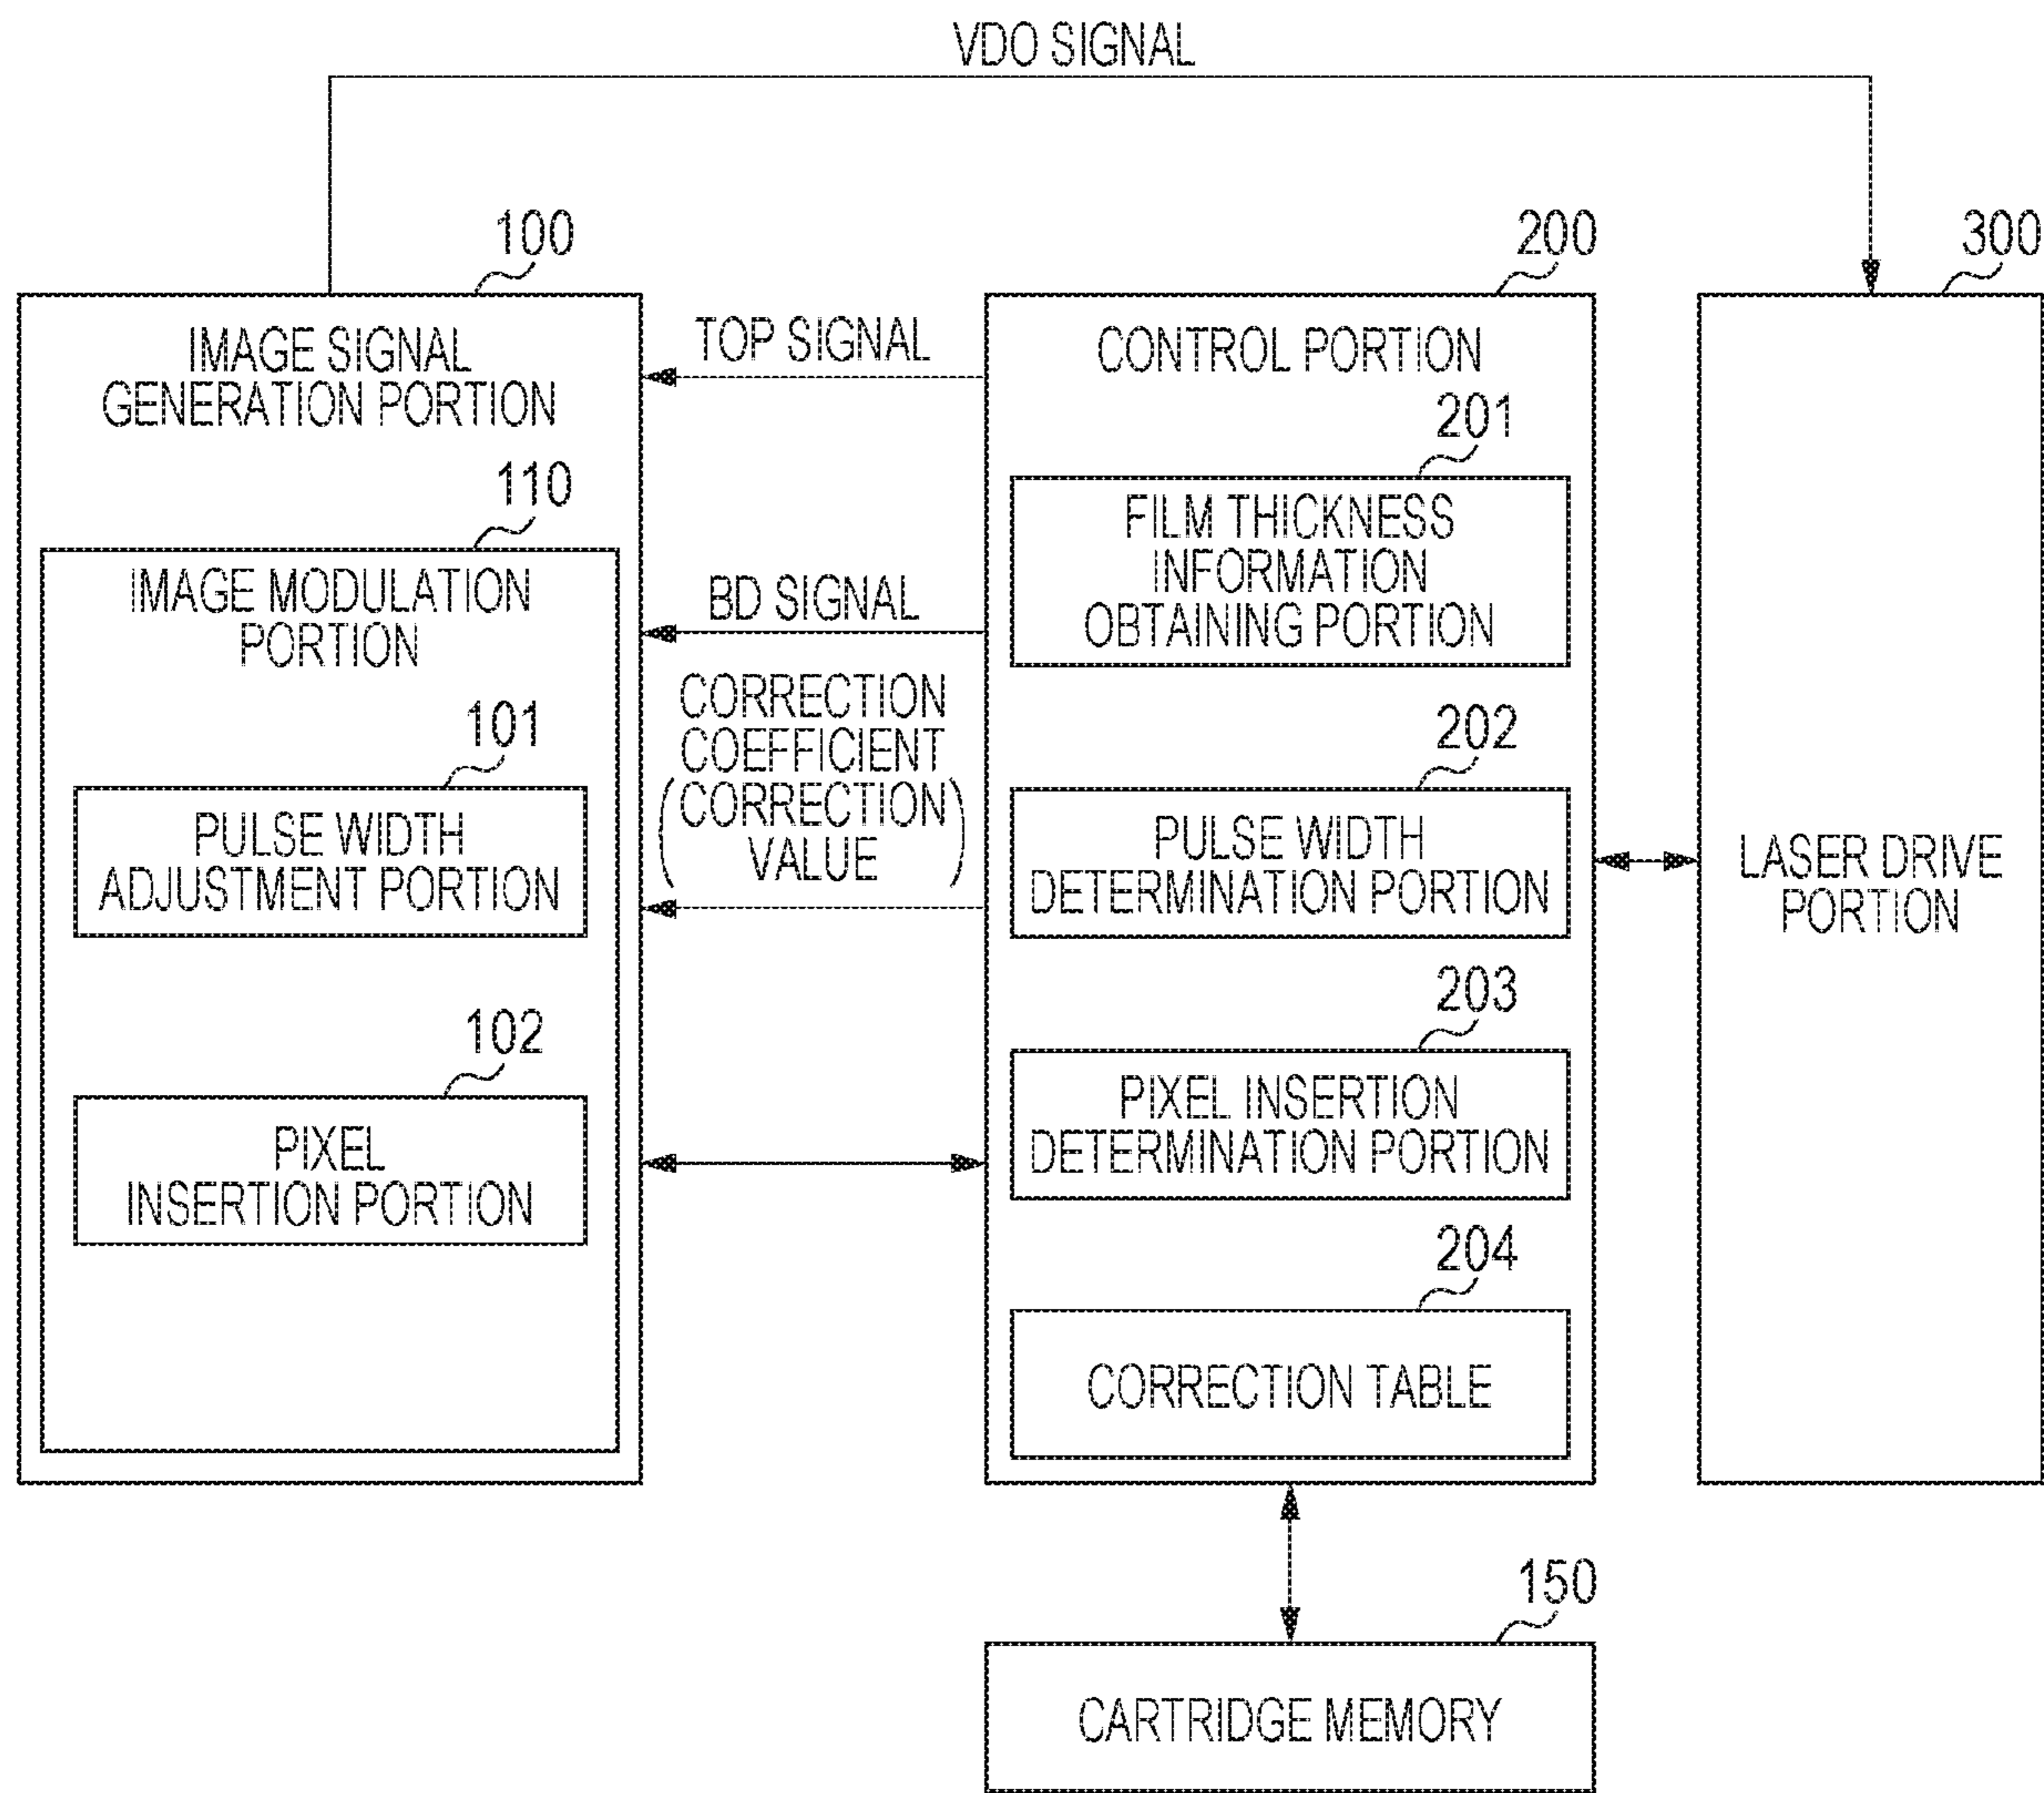 VDO SIGNAL
100
200
300
IMAGE SIGNAL
GENERATION PORTION
TOP SIGNAL
CONTROL PORTION
110
IMAGE MODULATION
PORTION
101
PULSE WIDTH
ADJUSTMENT PORTION
102
PIXEL
INSERTION PORTION
BD SIGNAL
CORRECTION
COEFFICIENT
(CORRECTION
VALUE)
201
FILM THICKNESS
INFORMATION
OBTAINING PORTION
202
PULSE WIDTH
DETERMINATION PORTION
203
PIXEL INSERTION
DETERMINATION PORTION
204
CORRECTION TABLE
LASER DRIVE
PORTION
150
CARTRIDGE MEMORY